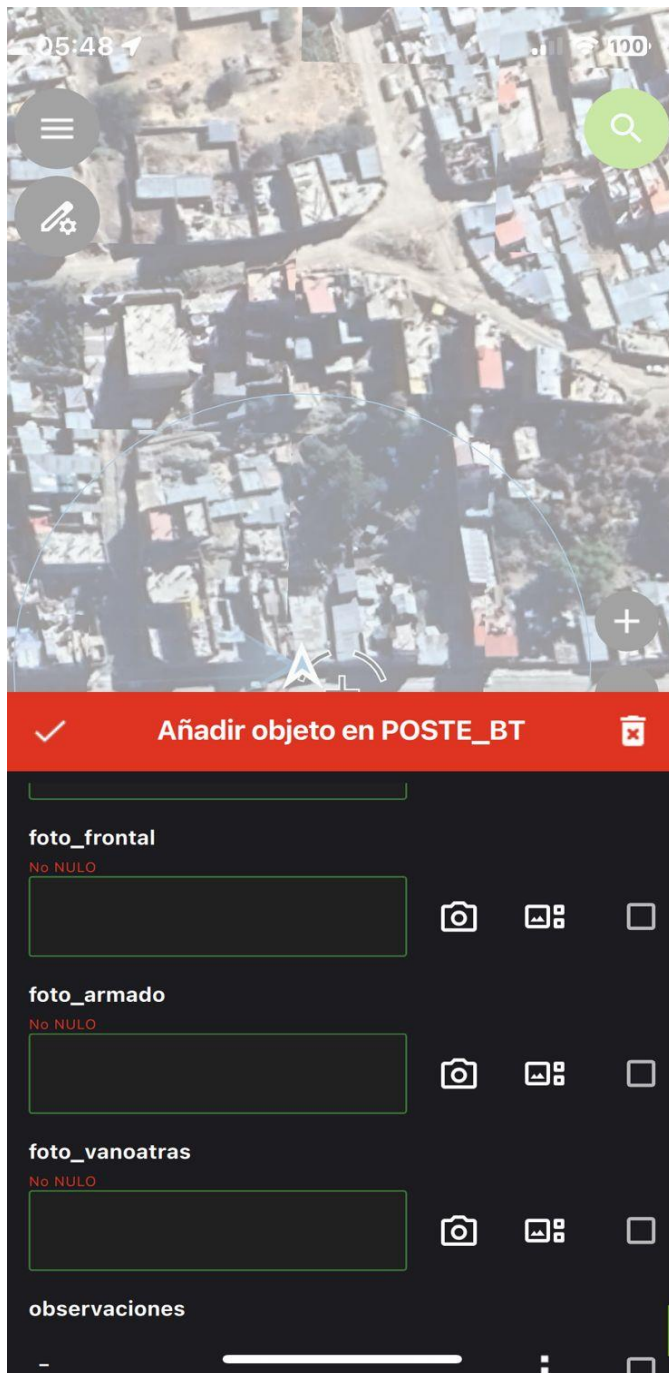 05:48
100
Añadir objeto en POSTE_BT
foto_frontal
No NULO
foto_armado
No NULO
foto_vanoatras
No NULO
observaciones